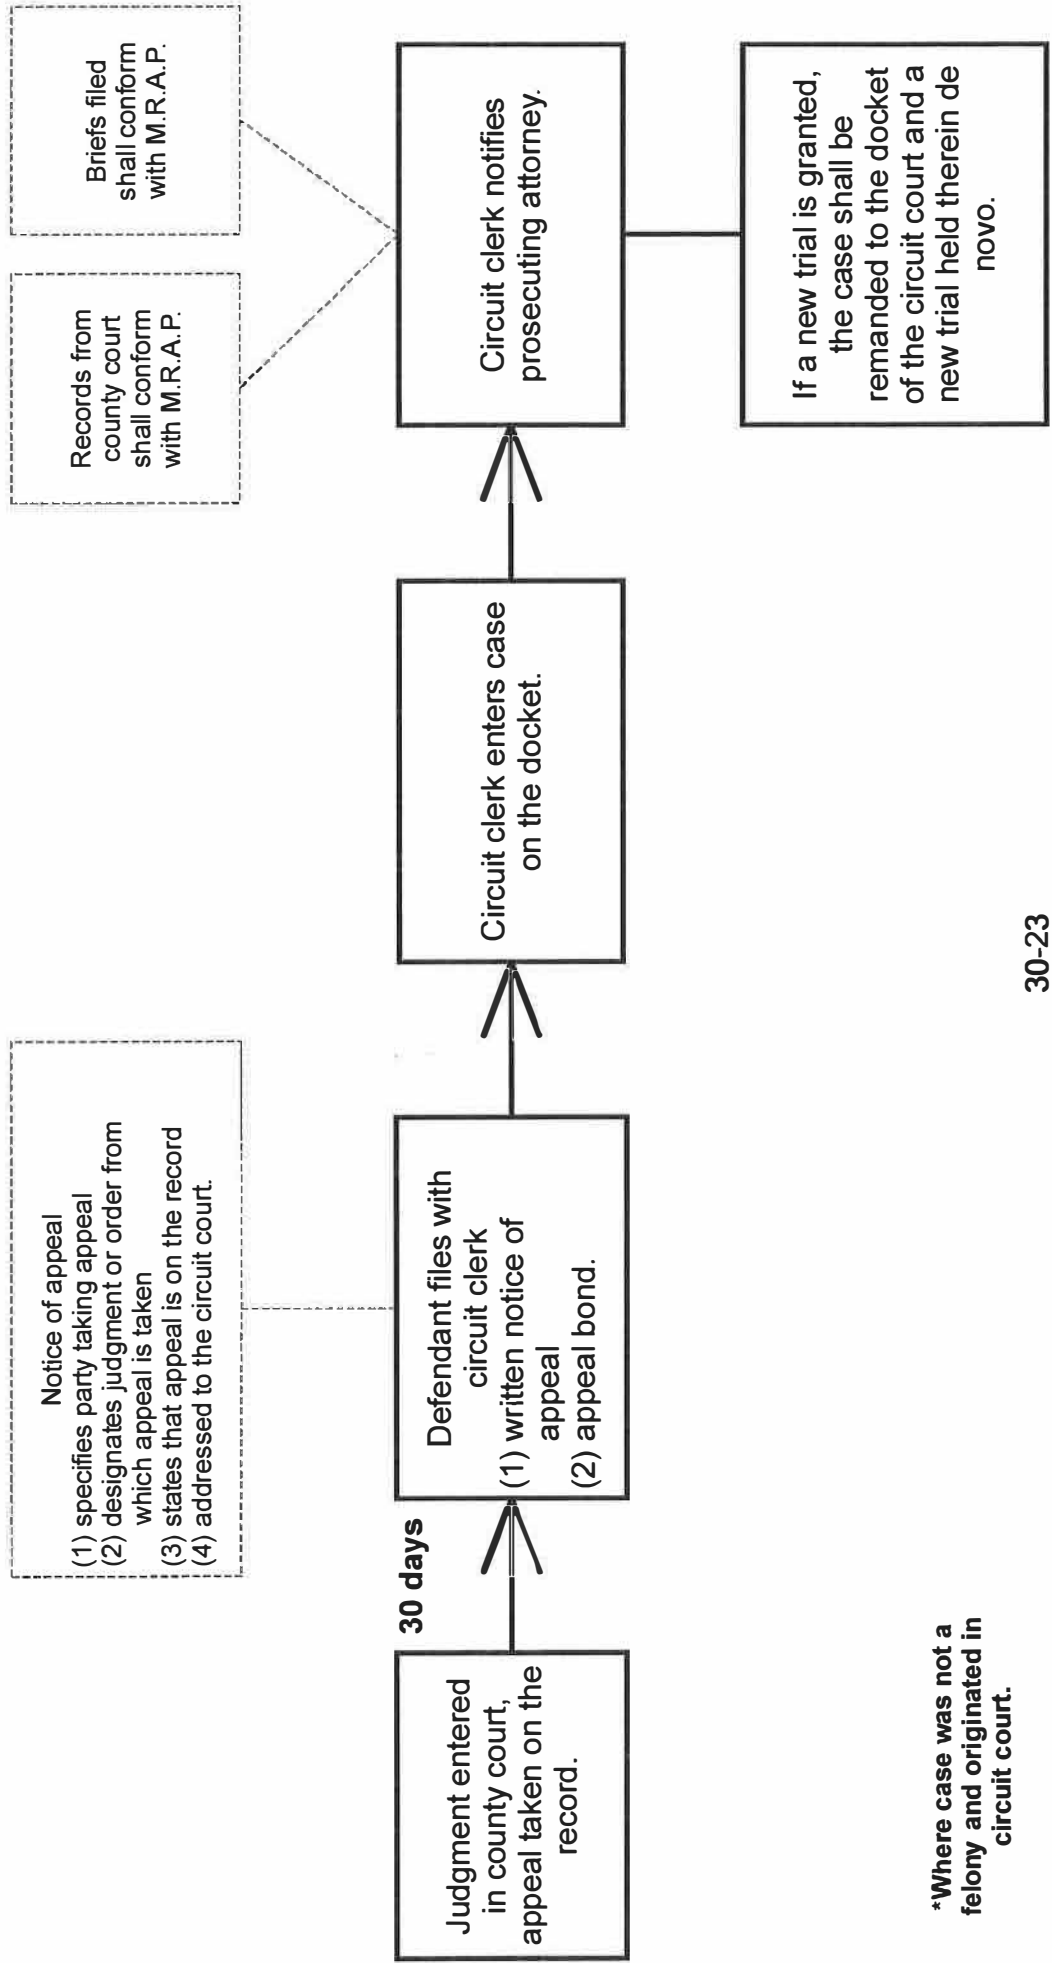 Notice of appeal
(1) specifies party taking appeal
(2) designates judgment or order from
which appeal is taken
(3) states that appeal is on the record
(4) addressed to the circuit court.
Records from
county court
shall conform
with M.R.A.P.
Briefs filed
shall conform
with M.R.A.P.
Judgment entered
in county court,
appeal taken on the
record.
30 days
Defendant files with
circuit clerk
(1) written notice of
appeal
(2) appeal bond.
Circuit clerk enters case
on the docket.
Circuit clerk notifies
prosecuting attorney.
If a new trial is granted,
the case shall be
remanded to the docket
of the circuit court and a
new trial held therein de
novo.
*Where case was not a
felony and originated in
circuit court.
30-23